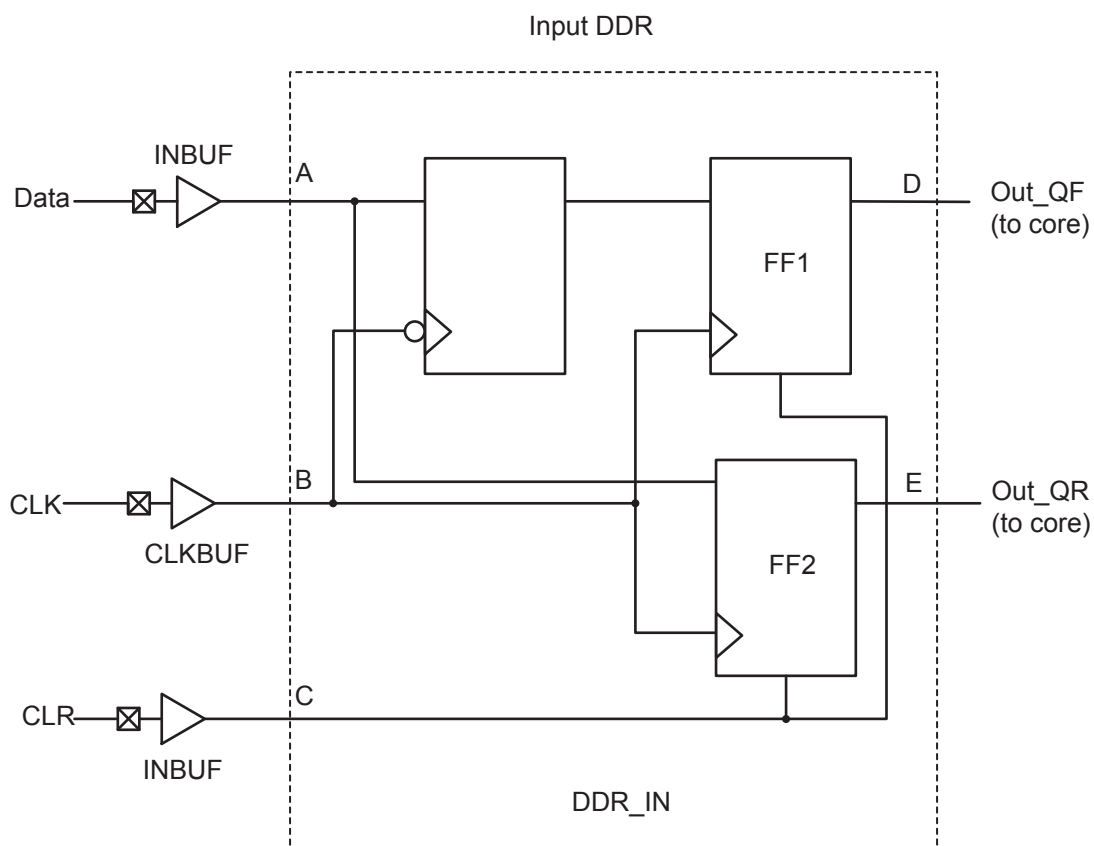 Input DDR
INBUF
A
Data
D
Out_QF
(to core)
FF1
B
E
CLK
Out_QR
(to core)
CLKBUF
FF2
C
CLR
INBUF
DDR_IN